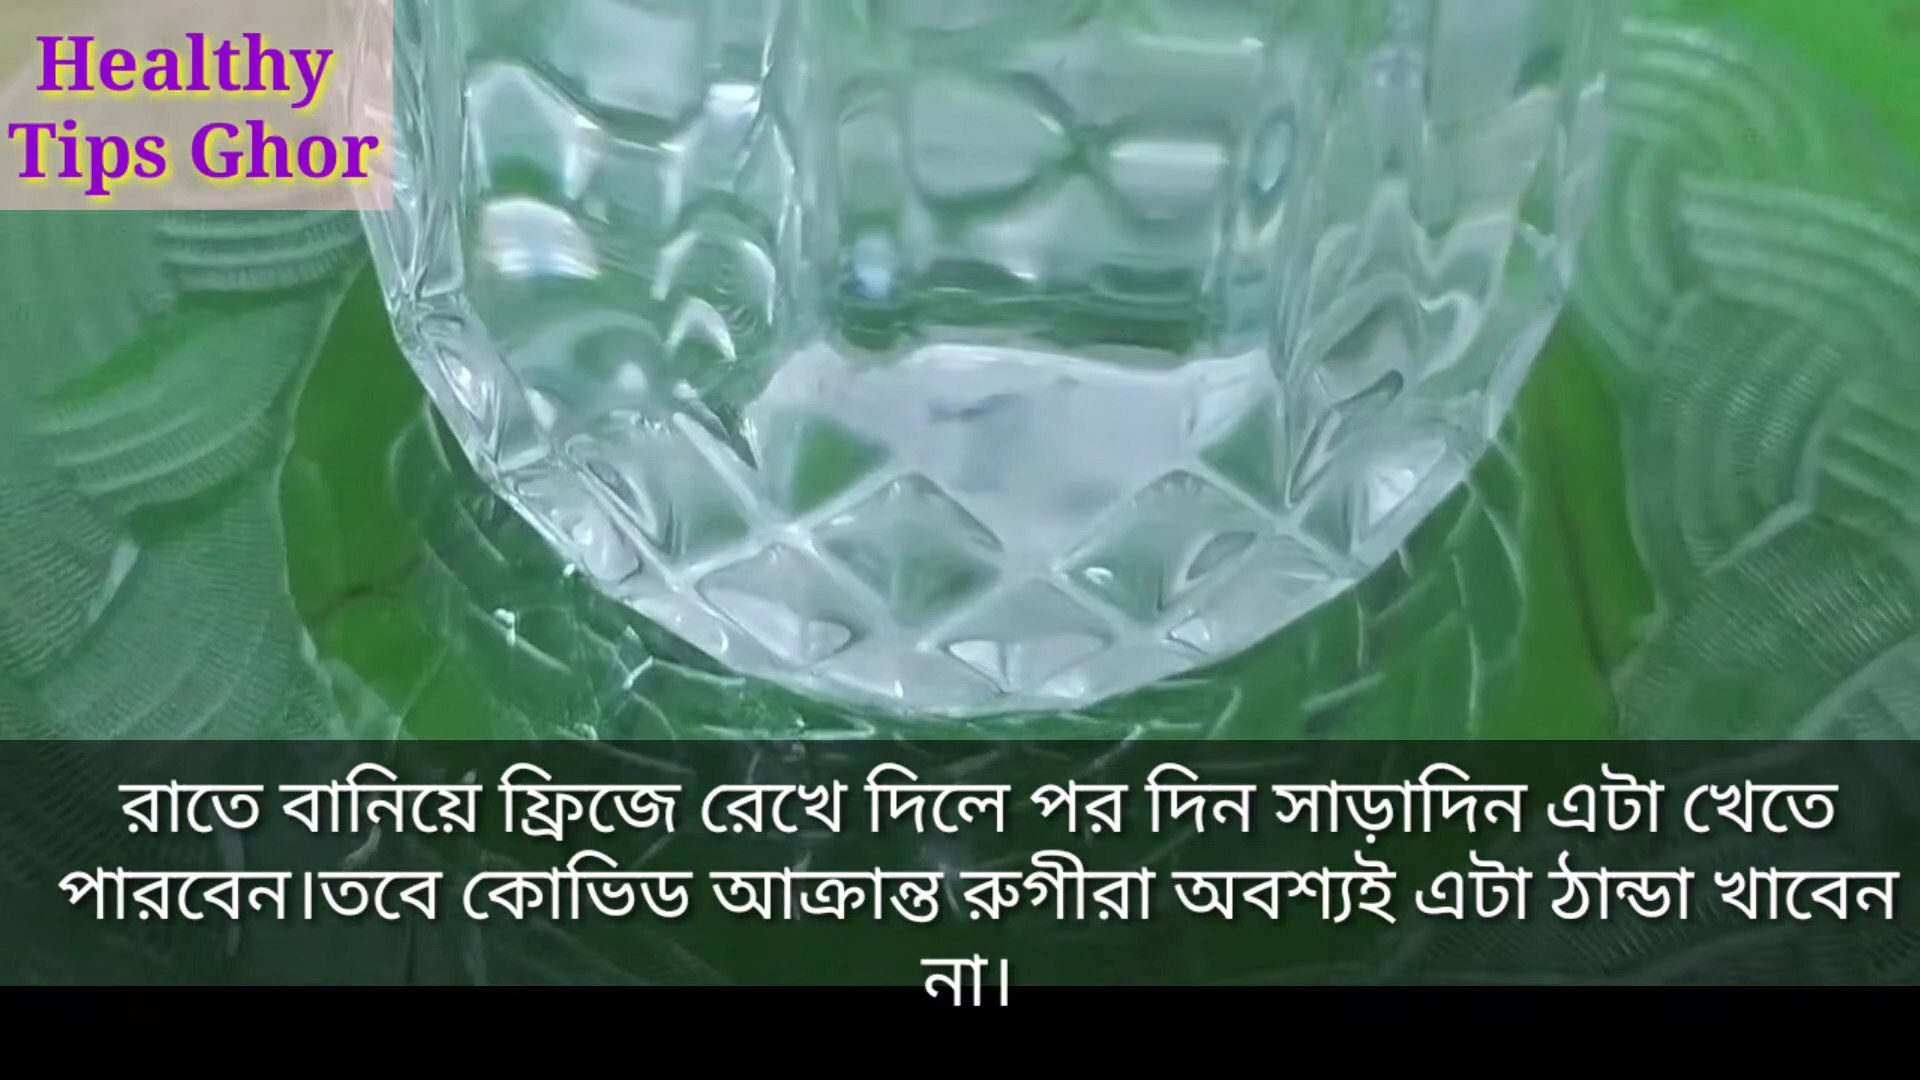 Healthy
Tips Ghor
রাতে বানিয়ে ফ্রিজে রেখে দিলে পর দিন সাড়াদিন এটা খেতে
পারবেন।তবে কোভিড আক্রান্ত রুগীরা অবশ্যই এটা ঠান্ডা খাবেন
না।